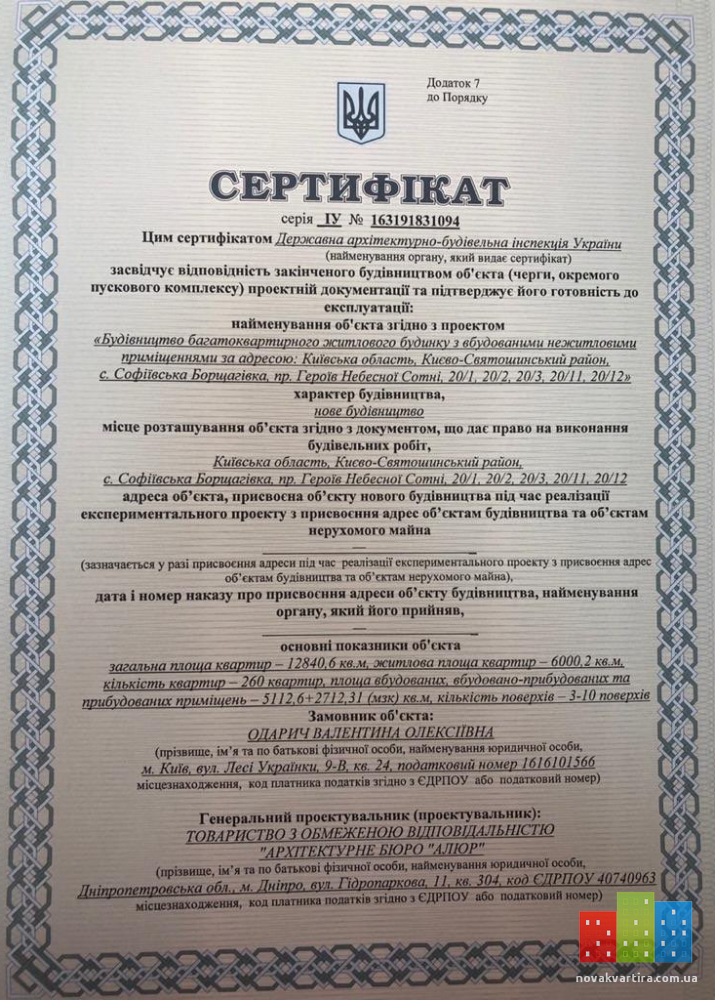 Додаток 7
до Порядку
СЕРТИФІКАТ
серія ІУ № 163191831094
Цим сертифікатом Державна архітектурно-будівельна інспекція України
(найменування органу, який видає сертифікат)
засвідчує відповідність закінченого будівництвом об'єкта (черги, окремого
пускового комплексу) проектній документації та підтверджує його готовність до
експлуатації:
найменування об'єкта згідно з проектом
«Будівництво багатоквартирного житлового будинку з вбудованими нежитловими
приміщеннями за адресою: Київська область, Києво-Святошинський район,
с. Софіївська Борщагівка, пр. Героїв Небесної Сотні, 20/1, 20/2, 20/3, 20/11, 20/12»
характер будівництва,
нове будівництво
місце розташування об'єкта згідно з документом, що дає право на виконання
будівельних робіт,
Київська область, Києво-Святошинський район,
с. Софіївська Борщагівка, пр. Героїв Небесної Сотні, 20/1, 20/2, 20/3, 20/11, 20/12
адреса об'єкта, присвоєна об'єкту нового будівництва під час реалізації
експериментального проекту з присвоєння адрес об'єктам будівництва та об'єктам
нерухомого майна
—
(зазначається у разі присвоєння адреси під час реалізації експериментального проекту з присвоєння адрес
об'єктам будівництва та об'єктам нерухомого майна),
дата і номер наказу про присвоєння адреси об'єкту будівництва, найменування
органу, який його прийняв,
—
основні показники об'єкта
загальна площа квартир – 12840,6 кв.м, житлова площа квартир – 6000,2 кв.м,
кількість квартир – 260 квартир, площа вбудованих, вбудовано-прибудованих та
прибудованих приміщень – 5112,6+2712,31 (мзк) кв.м, кількість поверхів – 3-10 поверхів
Замовник об'єкта:
ОДАРИЧ ВАЛЕНТИНА ОЛЕКСІЇВНА
(прізвище, ім'я та по батькові фізичної особи, найменування юридичної особи,
м. Київ, вул. Лесі Українки, 9-В, кв. 24, податковий номер 1616101566
місцезнаходження, код платника податків згідно з ЄДРПОУ або податковий номер)
Генеральний проектувальник (проектувальник):
ТОВАРИСТВО З ОБМЕЖЕНОЮ ВІДПОВІДАЛЬНІСТЮ
"АРХІТЕКТУРНЕ БЮРО "АЛЮР"
(прізвище, ім'я та по батькові фізичної особи, найменування юридичної особи,
Дніпропетровська обл., м. Дніпро, вул. Гідропаркова, 11, кв. 304, код ЄДРПОУ 40740963
місцезнаходження, код платника податків згідно з ЄДРПОУ або податковий номер)
novakvartira.com.ua